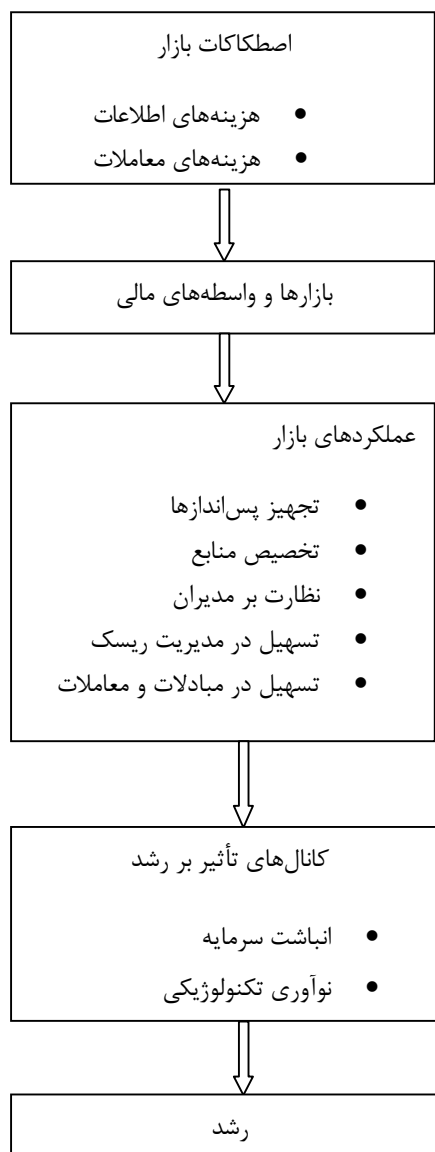 اصطکاکات بازار
• هزینه‌های اطلاعات
• هزینه‌های معاملات
بازارها و واسطه‌های مالی
عملکردهای بازار
• تجهیز پس‌اندازها
• تخصیص منابع
• نظارت بر مدیران
• تسهیل در مدیریت ریسک
• تسهیل در مبادلات و معاملات
کانال‌های تأثیر بر رشد
• انباشت سرمایه
• نوآوری تکنولوژیکی
رشد